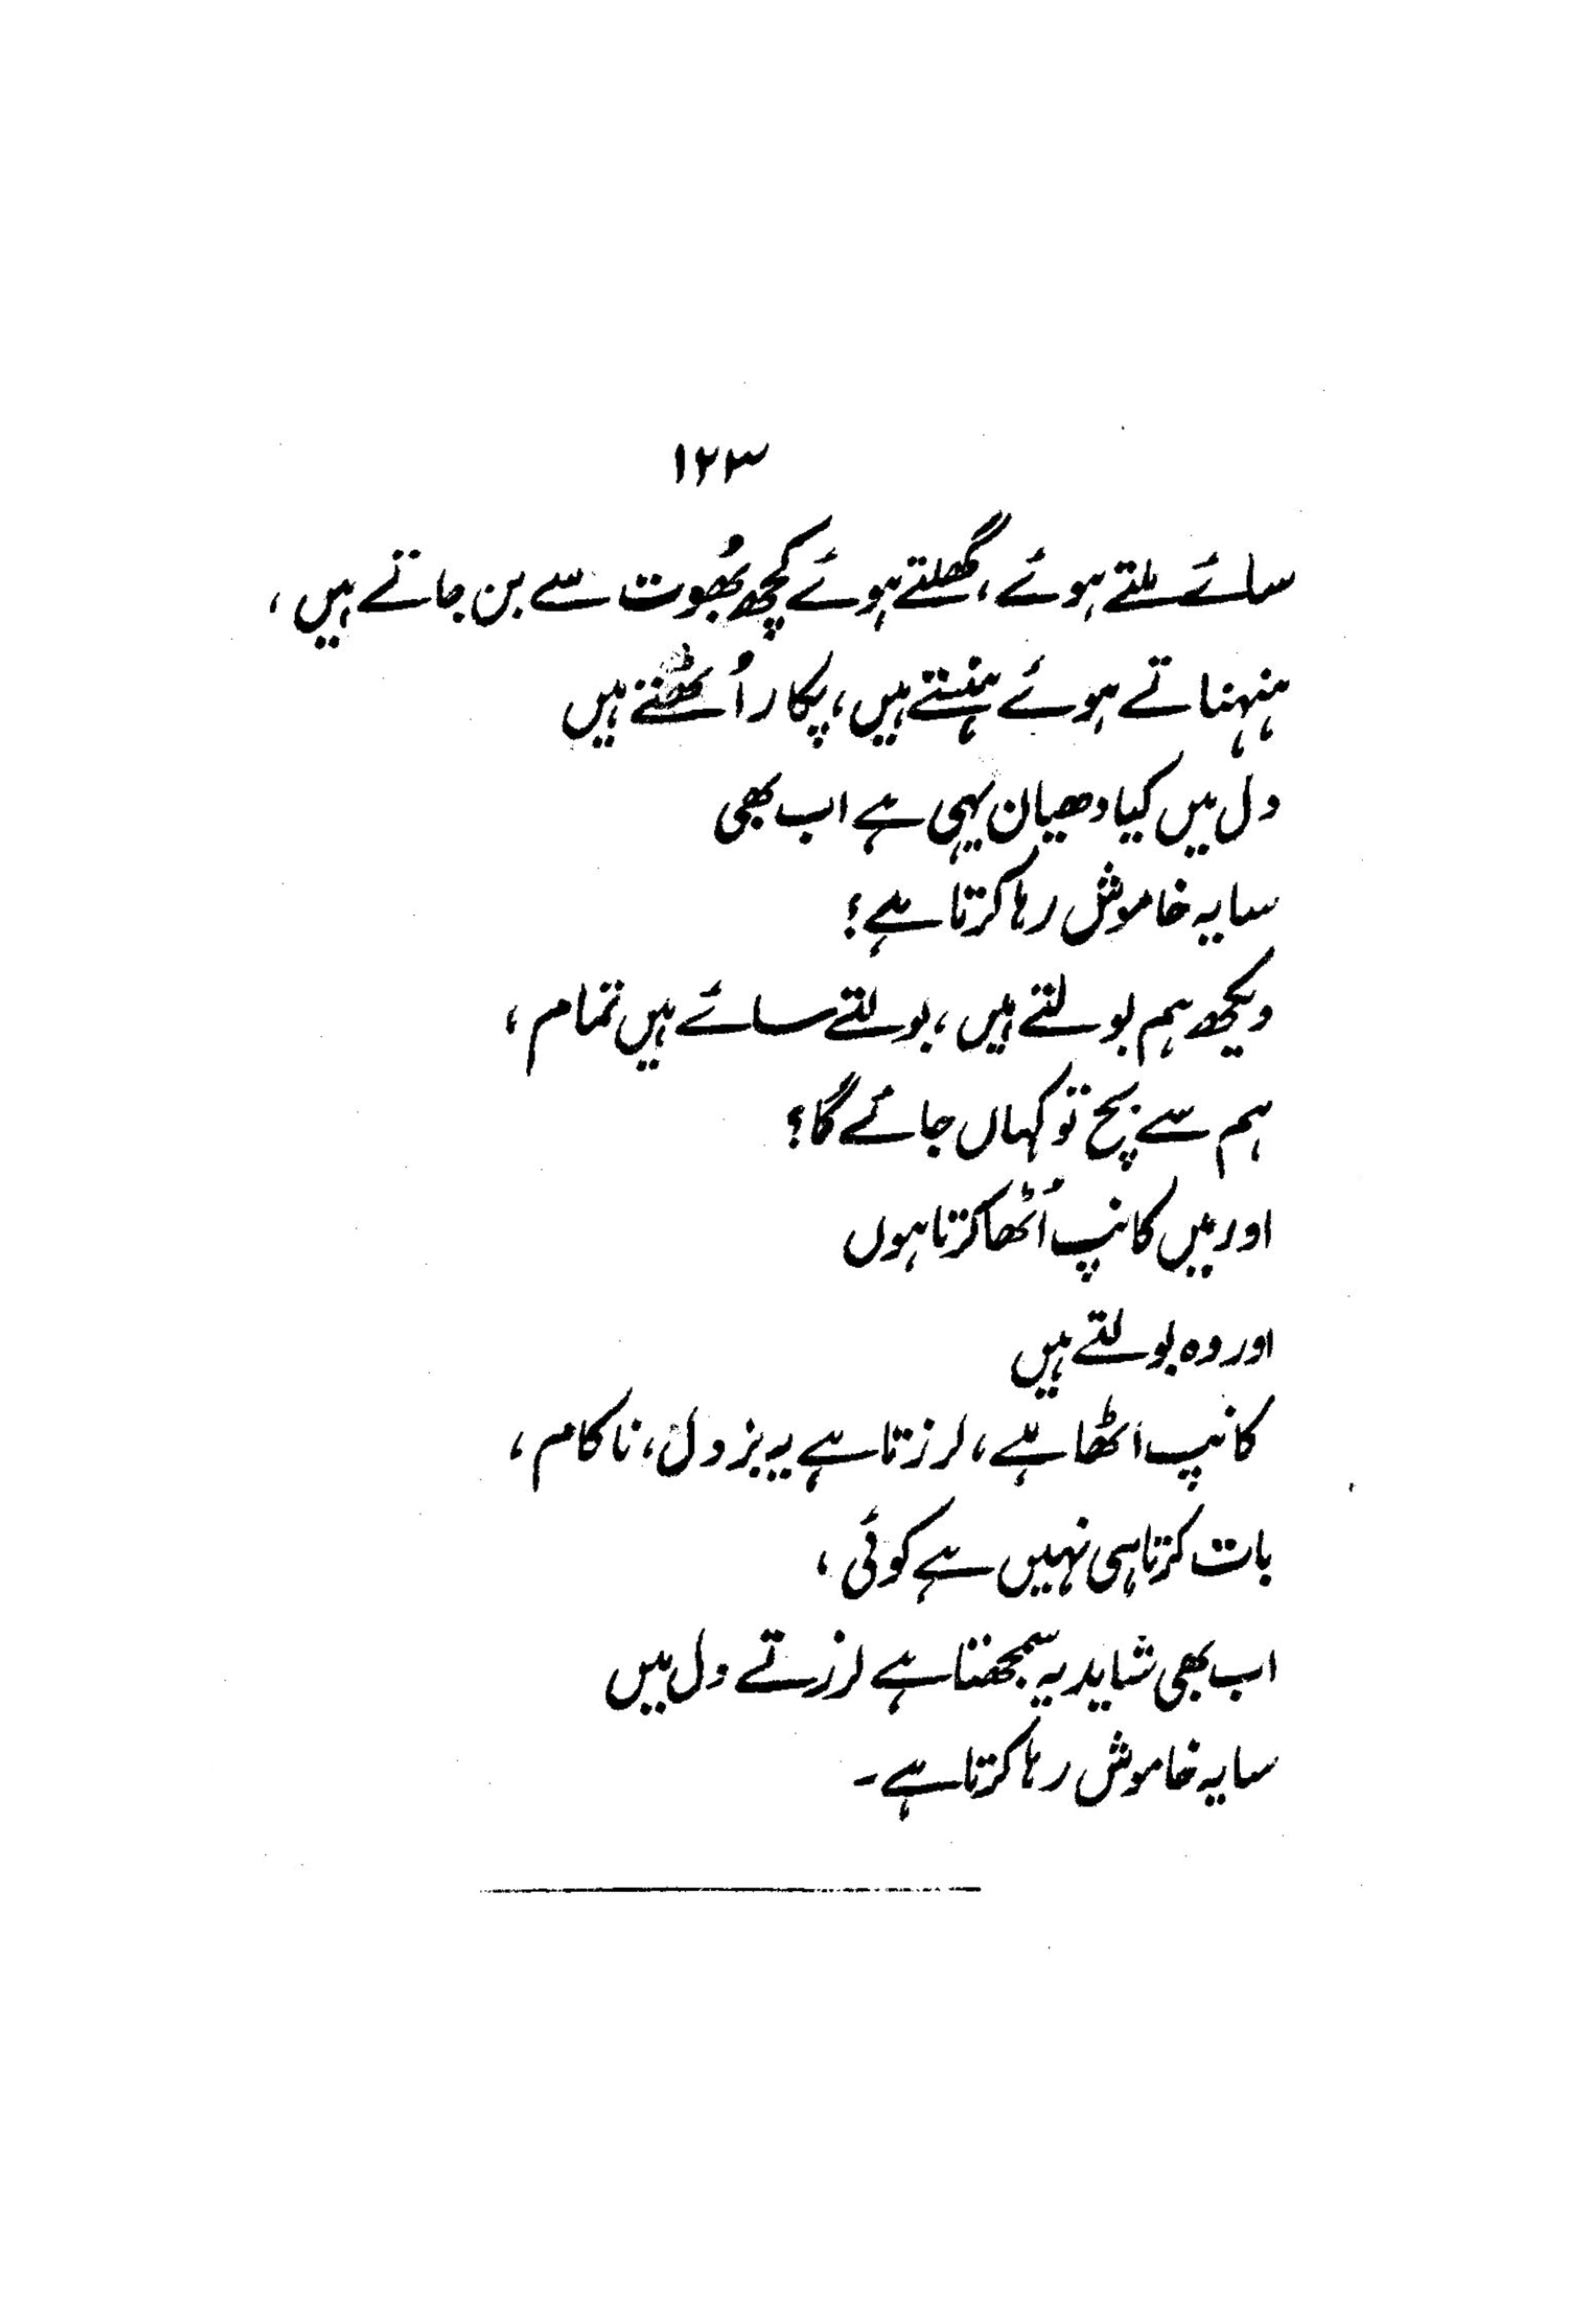 ۱۲۳
سائے ملتے ہوئے، گھلتے ہوئے کچھ بھُوت سے بن جاتے ہیں،
ہنہناتے ہوئے ہنستے ہیں، پکار اُٹھتے ہیں
دل میں کیا دھیان یہی ہے اب بھی
سایہ خاموش رہا کرتا ہے؟
دیکھ ہم بولتے ہیں، بولتے سائے ہیں تمام،
ہم سے بچ تو کہاں جائے گا؟
اور میں کانپ اُٹھا کرتا ہوں
اور وہ بولتے ہیں
کانپ اٹھا ہے، لرزتا ہے یہ بزدل، ناکام،
بات کرتا ہی نہیں ہے کوئی،
اب بھی شاید یہ سمجھتا ہے لرزتے دل میں
سایہ خاموش رہا کرتا ہے۔